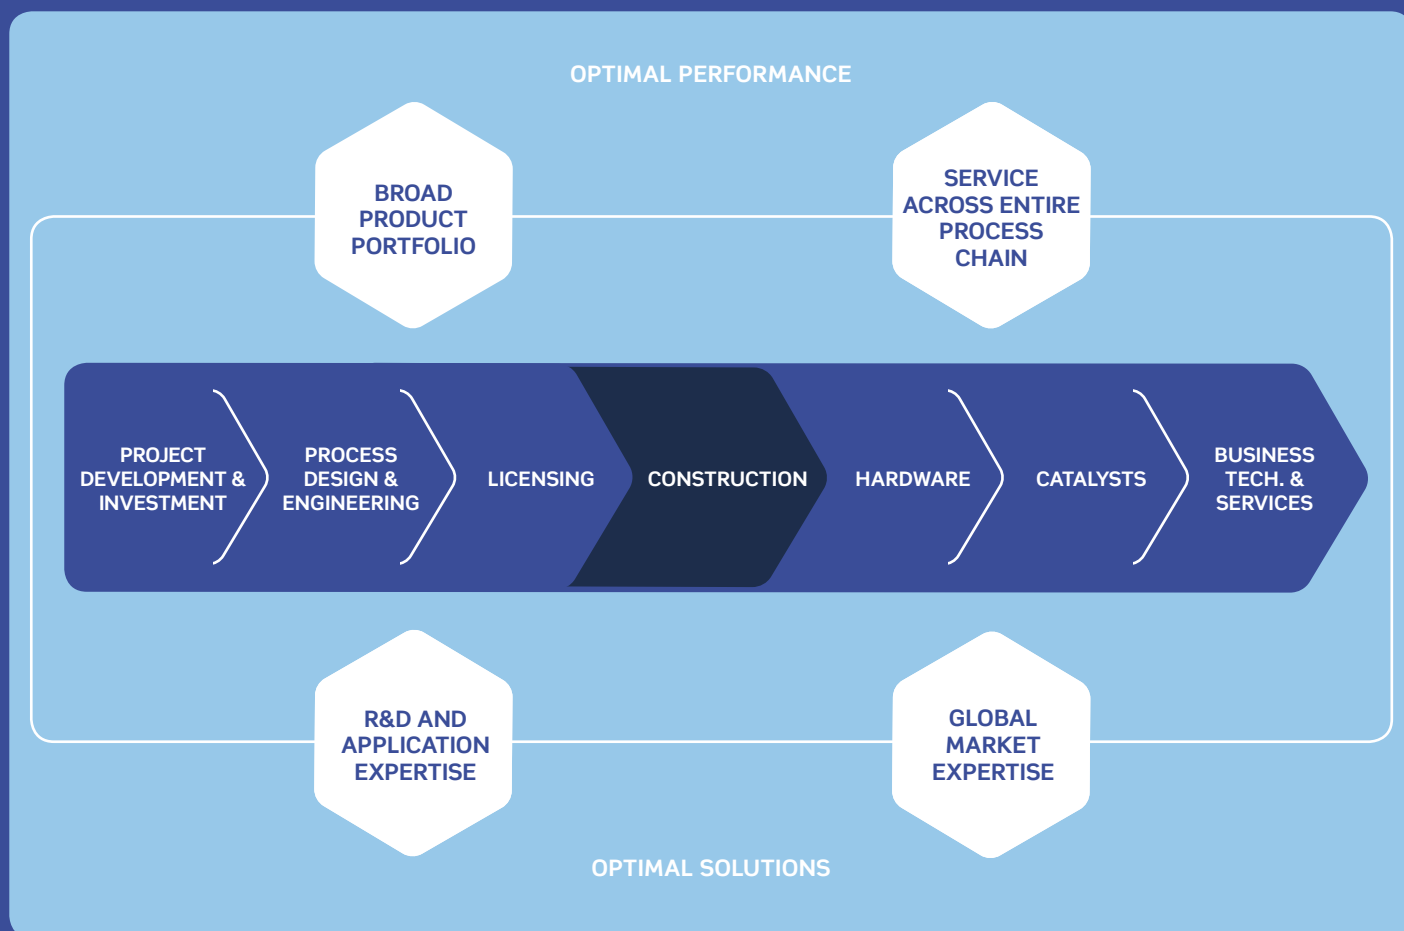 OPTIMAL PERFORMANCE
BROAD
PRODUCT
PORTFOLIO
SERVICE
ACROSS ENTIRE
PROCESS
CHAIN
PROJECT
DEVELOPMENT &
INVESTMENT
PROCESS
DESIGN &
ENGINEERING
LICENSING
CONSTRUCTION
HARDWARE
CATALYSTS
BUSINESS
TECH. &
SERVICES
R&D AND
APPLICATION
EXPERTISE
GLOBAL
MARKET
EXPERTISE
OPTIMAL SOLUTIONS